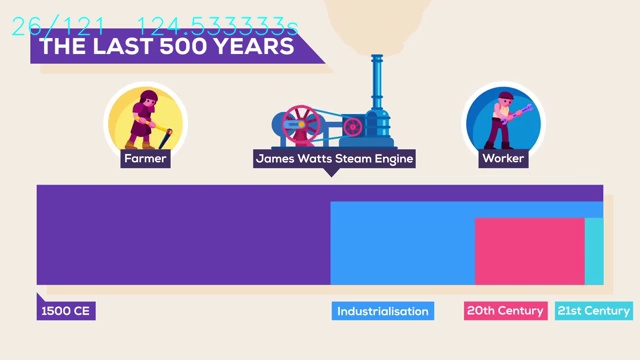 26/121 124.533333s
THE LAST 500 YEARS
Farmer
James Watts Steam Engine
Worker
1500 CE
Industrialisation
20th Century
21st Century